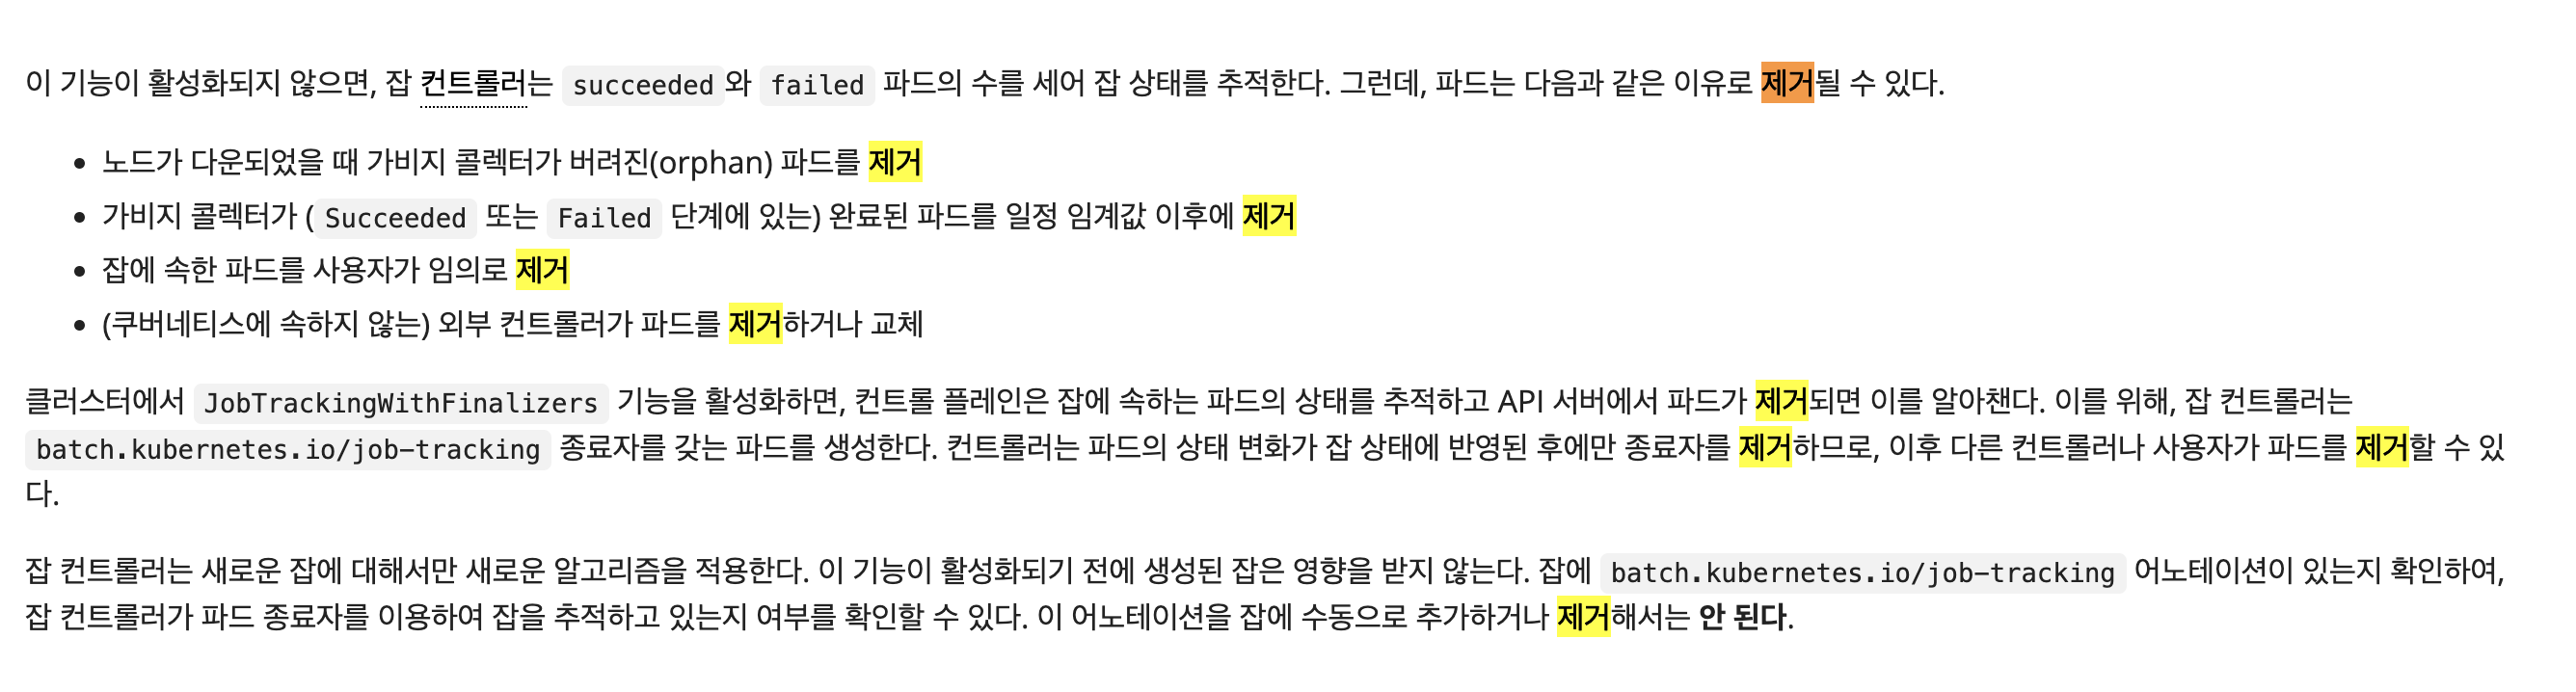 이 기능이 활성화되지 않으면, 잡 컨트롤러는 succeeded와 failed 파드의 수를 세어 잡 상태를 추적한다. 그런데, 파드는 다음과 같은 이유로 제거될 수 있다.
• 노드가 다운되었을 때 가비지 콜렉터가 버려진(orphan) 파드를 제거
• 가비지 콜렉터가 (Succeeded 또는 Failed 단계에 있는) 완료된 파드를 일정 임계값 이후에 제거
• 잡에 속한 파드를 사용자가 임의로 제거
• (쿠버네티스에 속하지 않는) 외부 컨트롤러가 파드를 제거하거나 교체
클러스터에서 JobTrackingWithFinalizers 기능을 활성화하면, 컨트롤 플레인은 잡에 속하는 파드의 상태를 추적하고 API 서버에서 파드가 제거되면 이를 알아챈다. 이를 위해, 잡 컨트롤러는
batch.kubernetes.io/job-tracking 종료자를 갖는 파드를 생성한다. 컨트롤러는 파드의 상태 변화가 잡 상태에 반영된 후에만 종료자를 제거하므로, 이후 다른 컨트롤러나 사용자가 파드를 제거할 수 있
다.
잡 컨트롤러는 새로운 잡에 대해서만 새로운 알고리즘을 적용한다. 이 기능이 활성화되기 전에 생성된 잡은 영향을 받지 않는다. 잡에 batch.kubernetes.io/job-tracking 어노테이션이 있는지 확인하여,
잡 컨트롤러가 파드 종료자를 이용하여 잡을 추적하고 있는지 여부를 확인할 수 있다. 이 어노테이션을 잡에 수동으로 추가하거나 제거해서는 안 된다.